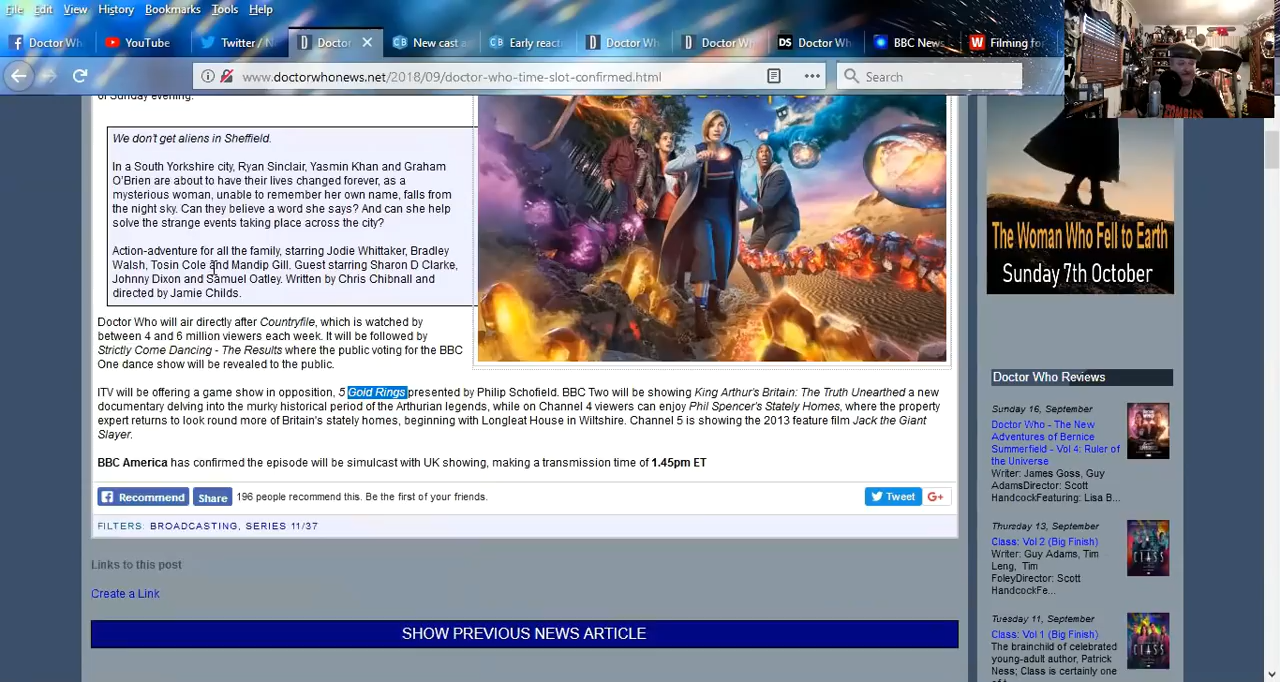 File Edit View History Bookmarks Tools Help
Doctor Wh YouTube Twitter / N Doctor New cast a Early react Doctor Wh Doctor Wh DS Doctor Wh BBC New W Filming for
www.doctorwhonews.net/2018/09/doctor-who-time-slot-confirmed.html
Search
of Sunday evening.
We don't get aliens in Sheffield.
In a South Yorkshire city, Ryan Sinclair, Yasmin Khan and Graham
O'Brien are about to have their lives changed forever, as a
mysterious woman, unable to remember her own name, falls from
the night sky. Can they believe a word she says? And can she help
solve the strange events taking place across the city?
Action-adventure for all the family, starring Jodie Whittaker, Bradley
Walsh, Tosin Cole and Mandip Gill. Guest starring Sharon D Clarke,
Johnny Dixon and Samuel Oatley. Written by Chris Chibnall and
directed by Jamie Childs.
Doctor Who will air directly after Countryfile, which is watched by
between 4 and 6 million viewers each week. It will be followed by
Strictly Come Dancing - The Results where the public voting for the BBC
One dance show will be revealed to the public.
ITV will be offering a game show in opposition, 5 Gold Rings presented by Philip Schofield. BBC Two will be showing King Arthur's Britain: The Truth Unearthed a new
documentary delving into the murky historical period of the Arthurian legends, while on Channel 4 viewers can enjoy Phil Spencer's Stately Homes, where the property
expert returns to look round more of Britain's stately homes, beginning with Longleat House in Wiltshire. Channel 5 is showing the 2013 feature film Jack the Giant
Slayer.
BBC America has confirmed the episode will be simulcast with UK showing, making a transmission time of 1.45pm ET
Recommend Share 196 people recommend this. Be the first of your friends.
Tweet G+
FILTERS: BROADCASTING, SERIES 11/37
Links to this post
Create a Link
SHOW PREVIOUS NEWS ARTICLE
The Woman Who Fell to Earth
Sunday 7th October
Doctor Who Reviews
Sunday 16, September
Doctor Who - The New
Adventures of Bernice
Summerfield - Vol 4: Ruler of
the Universe
Writer: James Goss, Guy
AdamsDirector: Scott
HandcockFeaturing: Lisa B...
Thursday 13, September
Class: Vol 2 (Big Finish)
Writer: Guy Adams, Tim
Leng, Tim
FoleyDirector: Scott
HandcockFe...
Tuesday 11, September
Class: Vol 1 (Big Finish)
The brainchild of celebrated
young-adult author, Patrick
Ness; Class is certainly one